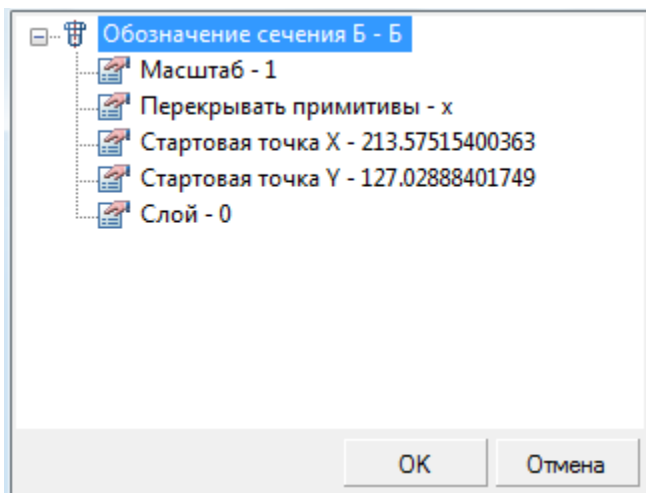 Обозначение сечения Б - Б
Масштаб - 1
Перекрывать примитивы - x
Стартовая точка X - 213.57515400363
Стартовая точка Y - 127.02888401749
Слой - 0
OK Отмена